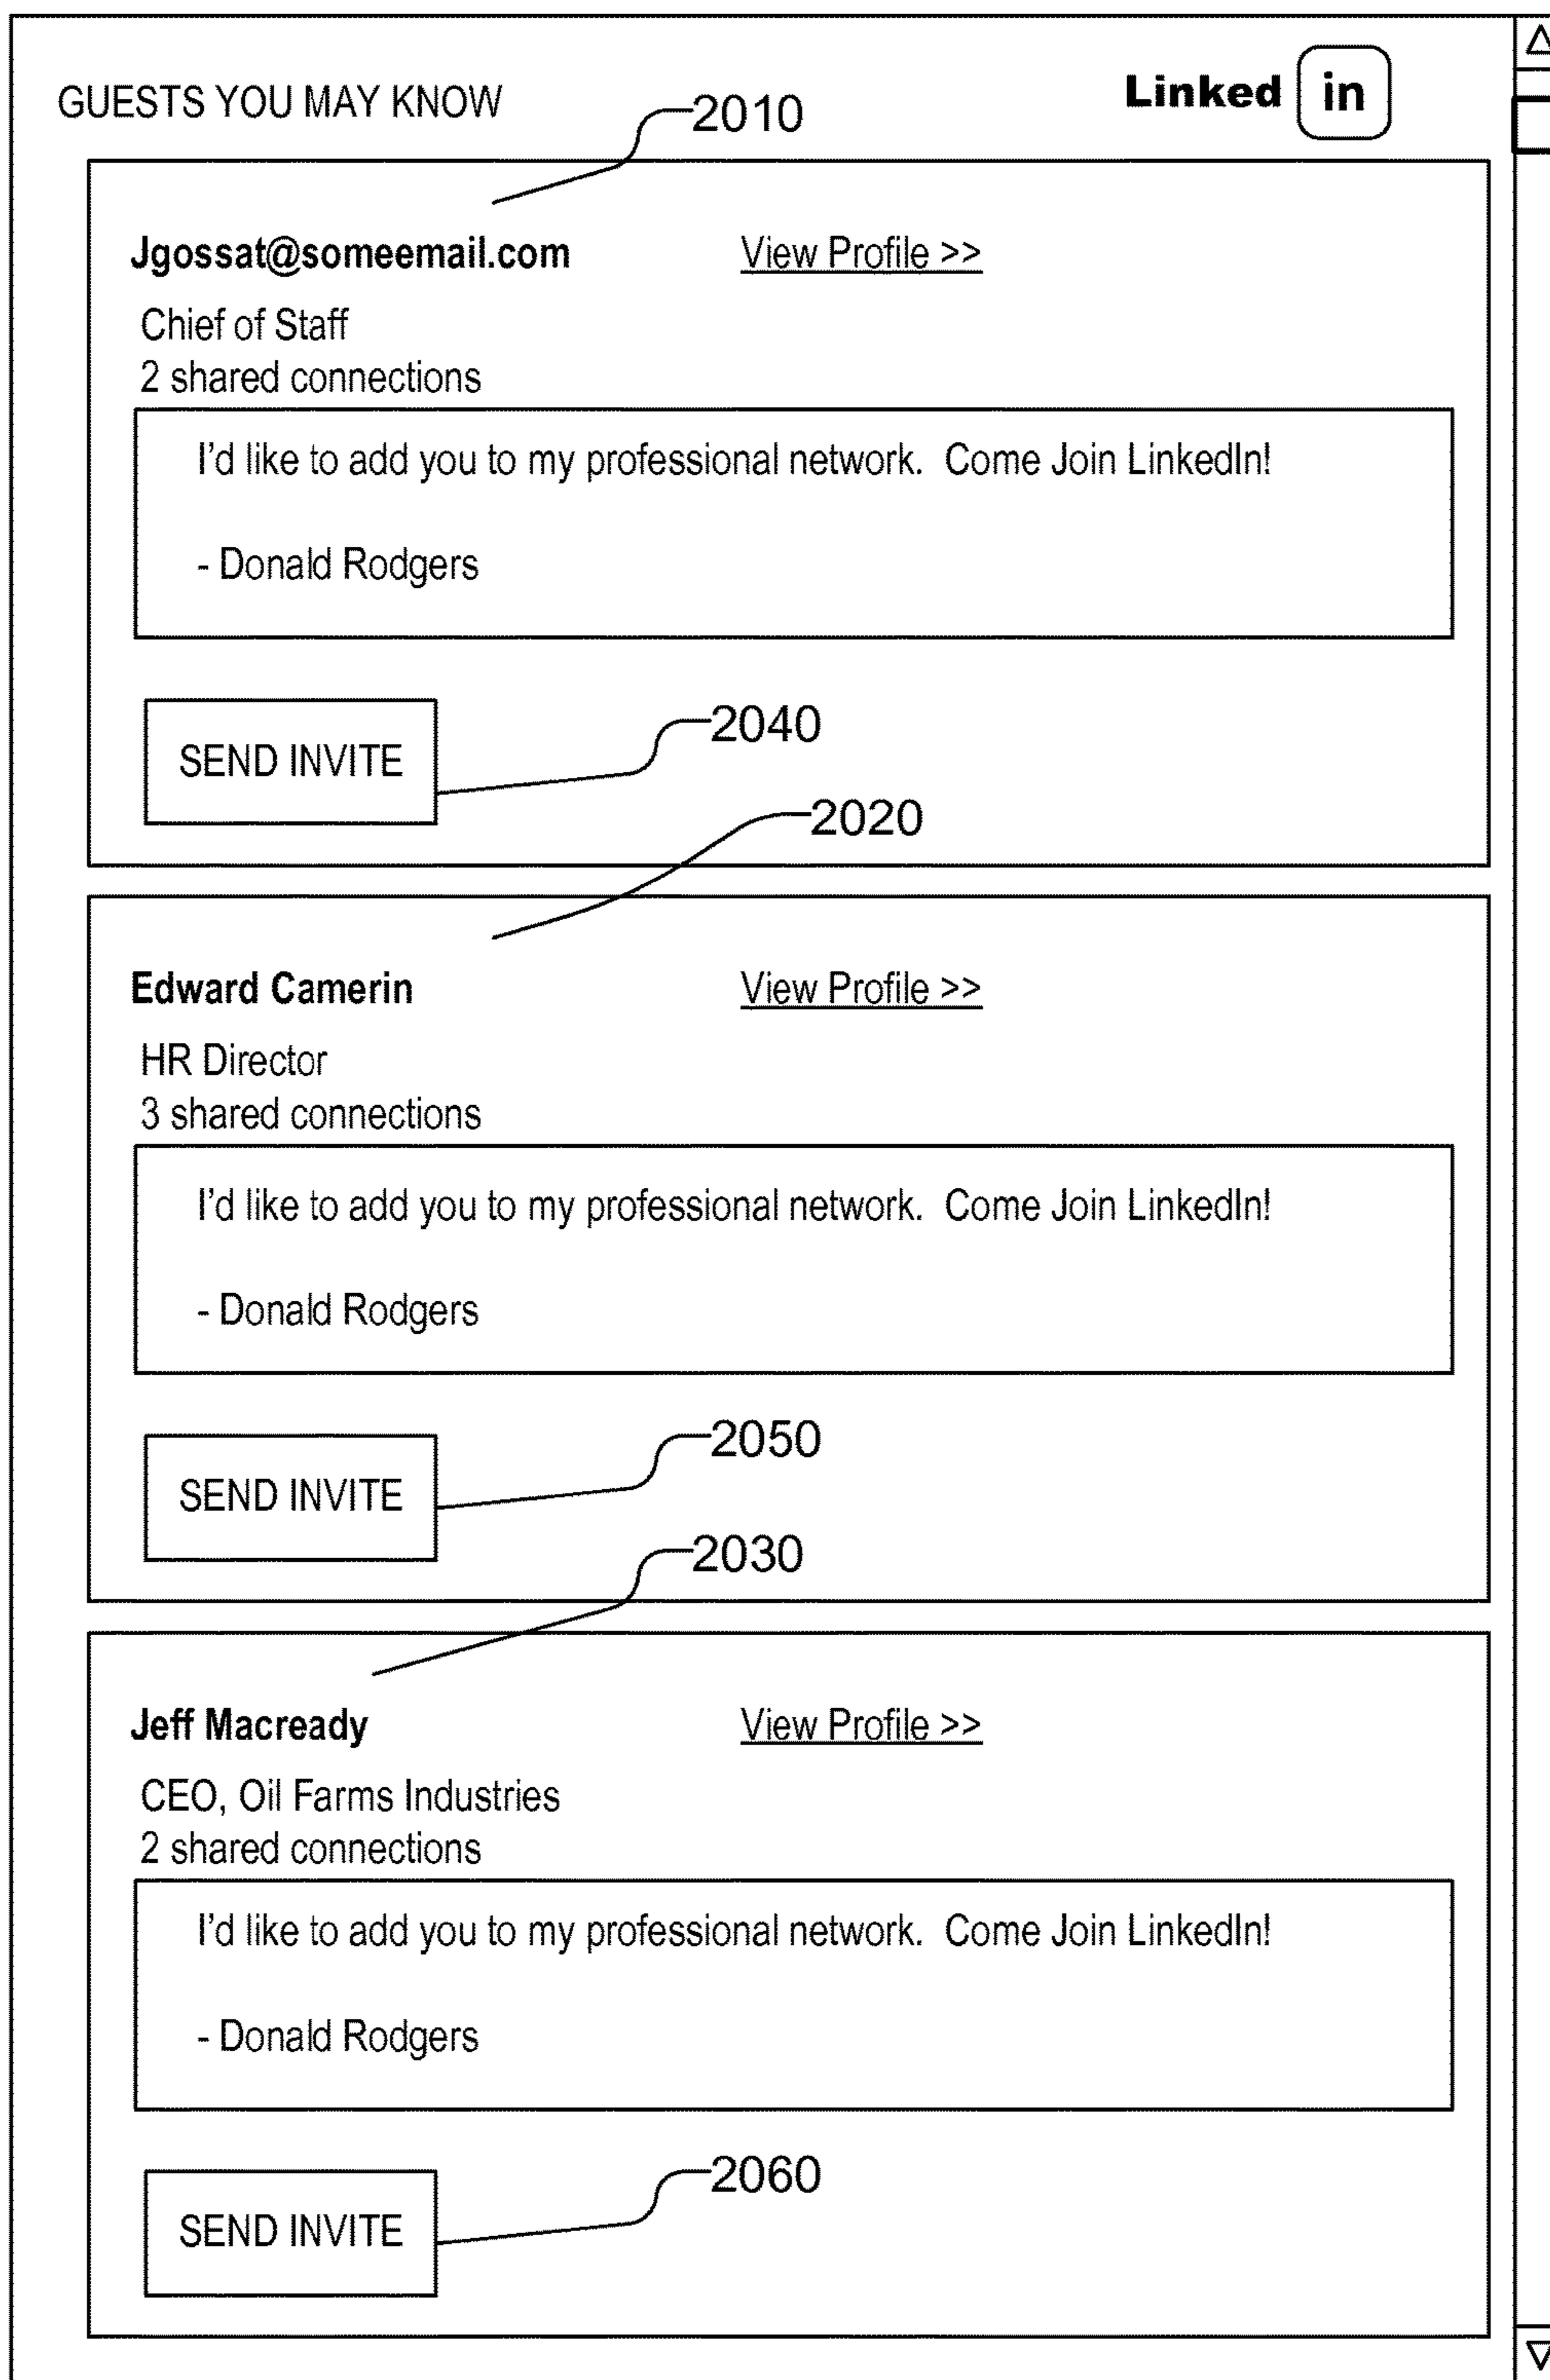 GUESTS YOU MAY KNOW
Linked in
2010
Jgossat@someemail.com View Profile >>
Chief of Staff
2 shared connections
I'd like to add you to my professional network. Come Join LinkedIn!
- Donald Rodgers
2040
SEND INVITE
2020
Edward Camerin View Profile >>
HR Director
3 shared connections
I'd like to add you to my professional network. Come Join LinkedIn!
- Donald Rodgers
2050
SEND INVITE
2030
Jeff Macready View Profile >>
CEO, Oil Farms Industries
2 shared connections
I'd like to add you to my professional network. Come Join LinkedIn!
- Donald Rodgers
2060
SEND INVITE